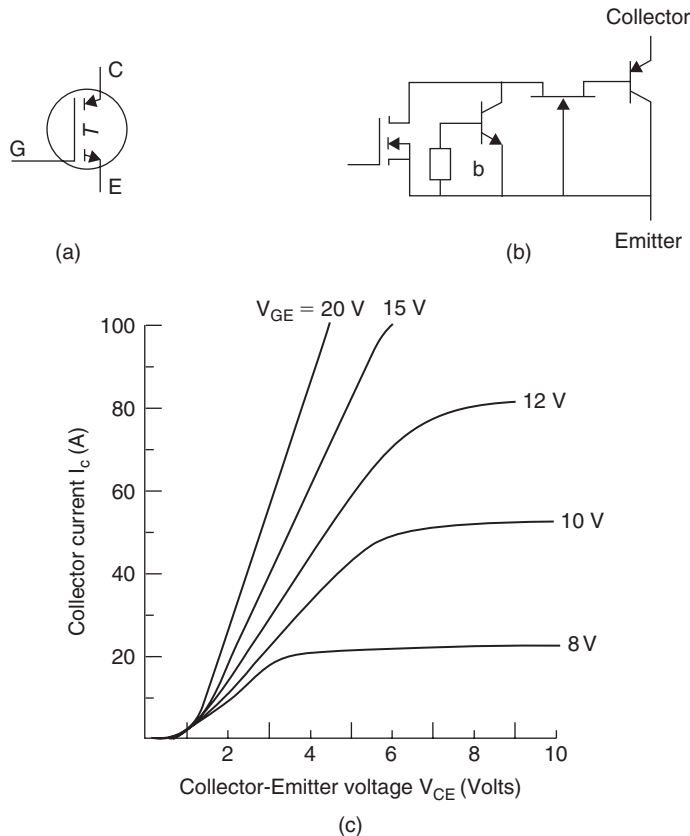 Collector
C
G
T
E
b
Emitter
(a)
(b)
V_GE = 20 V 15 V
100
80
60
40
20
12 V
10 V
8 V
Collector current I_c (A)
2 4 6 8 10
Collector-Emitter voltage V_CE (Volts)
(c)